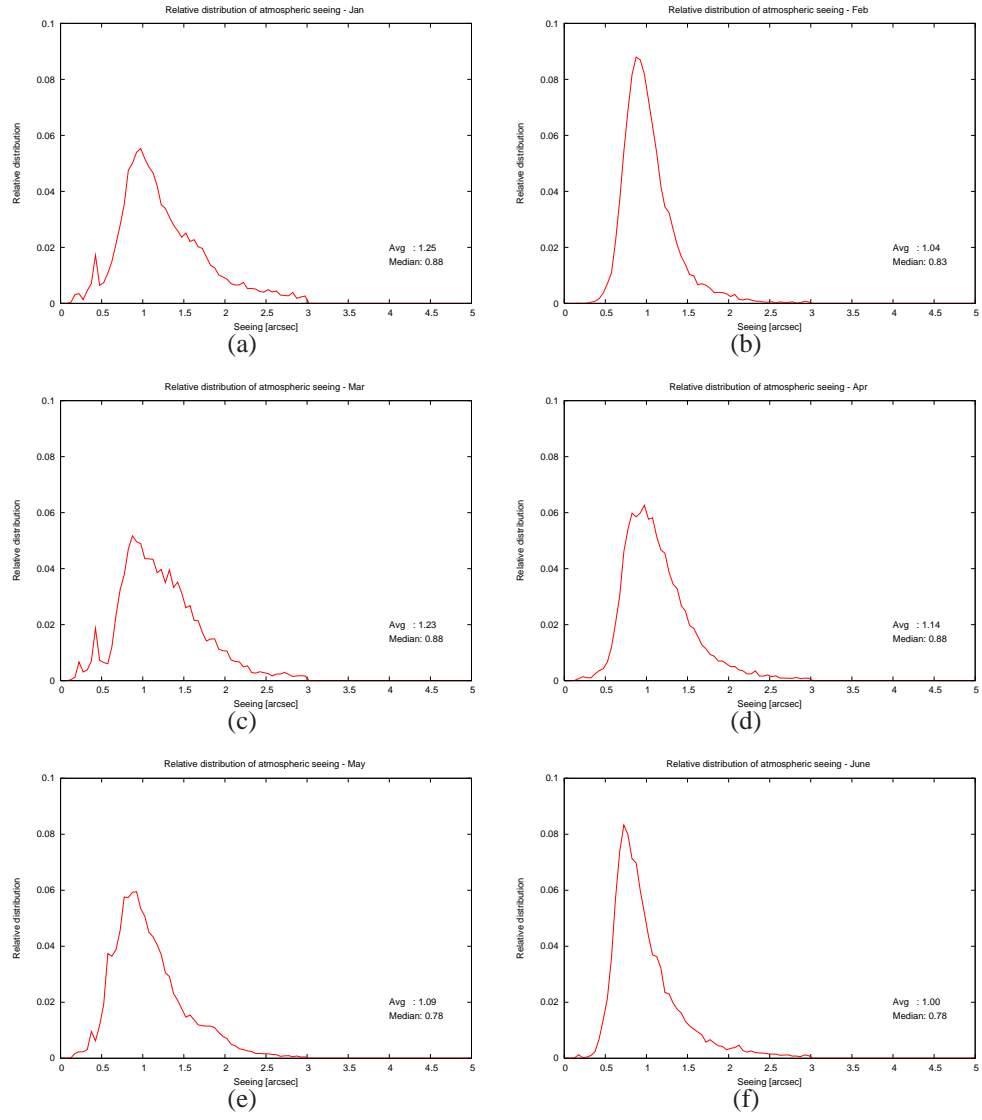 Relative distribution of atmospheric seeing - Jan
0.1
0.08
0.06
0.04
0.02
0
Relative distribution
Avg : 1.25
Median: 0.88
0 0.5 1 1.5 2 2.5 3 3.5 4 4.5 5
Seeing [arcsec]
(a)
Relative distribution of atmospheric seeing - Feb
0.1
0.08
0.06
0.04
0.02
0
Relative distribution
Avg : 1.04
Median: 0.83
0 0.5 1 1.5 2 2.5 3 3.5 4 4.5 5
Seeing [arcsec]
(b)
Relative distribution of atmospheric seeing - Mar
0.1
0.08
0.06
0.04
0.02
0
Relative distribution
Avg : 1.23
Median: 0.88
0 0.5 1 1.5 2 2.5 3 3.5 4 4.5 5
Seeing [arcsec]
(c)
Relative distribution of atmospheric seeing - Apr
0.1
0.08
0.06
0.04
0.02
0
Relative distribution
Avg : 1.14
Median: 0.88
0 0.5 1 1.5 2 2.5 3 3.5 4 4.5 5
Seeing [arcsec]
(d)
Relative distribution of atmospheric seeing - May
0.1
0.08
0.06
0.04
0.02
0
Relative distribution
Avg : 1.09
Median: 0.78
0 0.5 1 1.5 2 2.5 3 3.5 4 4.5 5
Seeing [arcsec]
(e)
Relative distribution of atmospheric seeing - June
0.1
0.08
0.06
0.04
0.02
0
Relative distribution
Avg : 1.00
Median: 0.78
0 0.5 1 1.5 2 2.5 3 3.5 4 4.5 5
Seeing [arcsec]
(f)